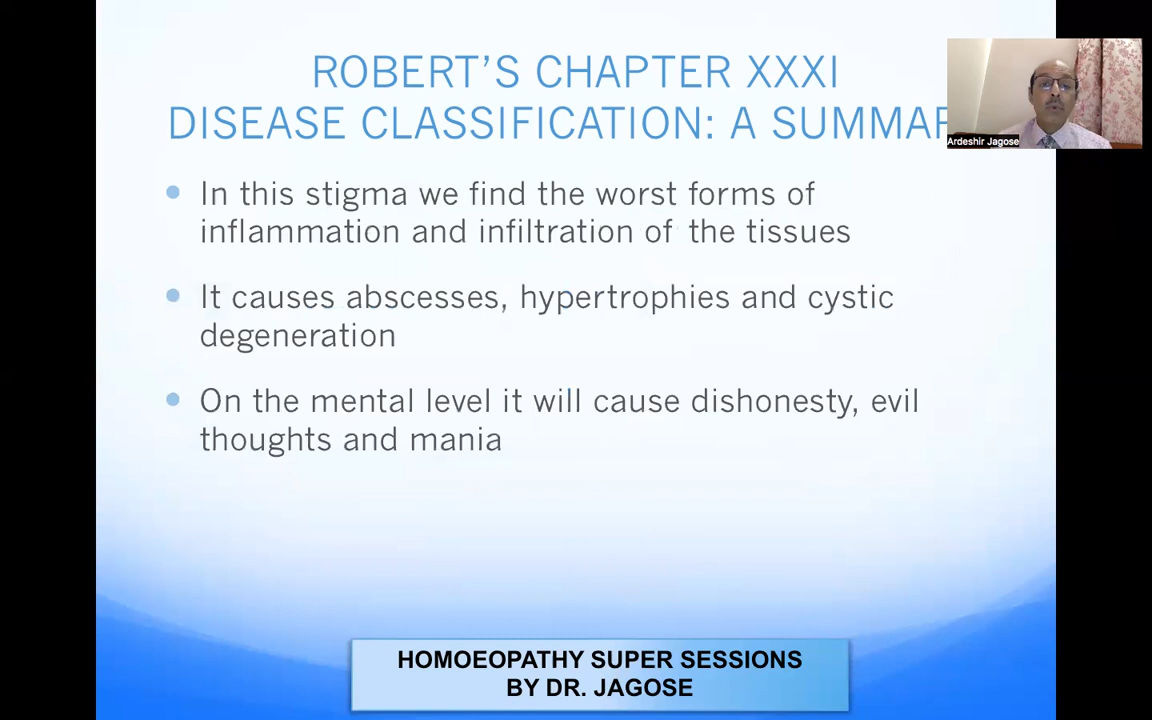 ROBERT’S CHAPTER XXXI
DISEASE CLASSIFICATION: A
Ardeshir Jagose
In this stigma we find the worst forms of
inflammation and infiltration of the tissues
It causes abscesses, hypertrophies and cystic
degeneration
On the mental level it will cause dishonesty, evil
thoughts and mania
HOMOEOPATHY SUPER SESSIONS
BY DR. JAGOSE